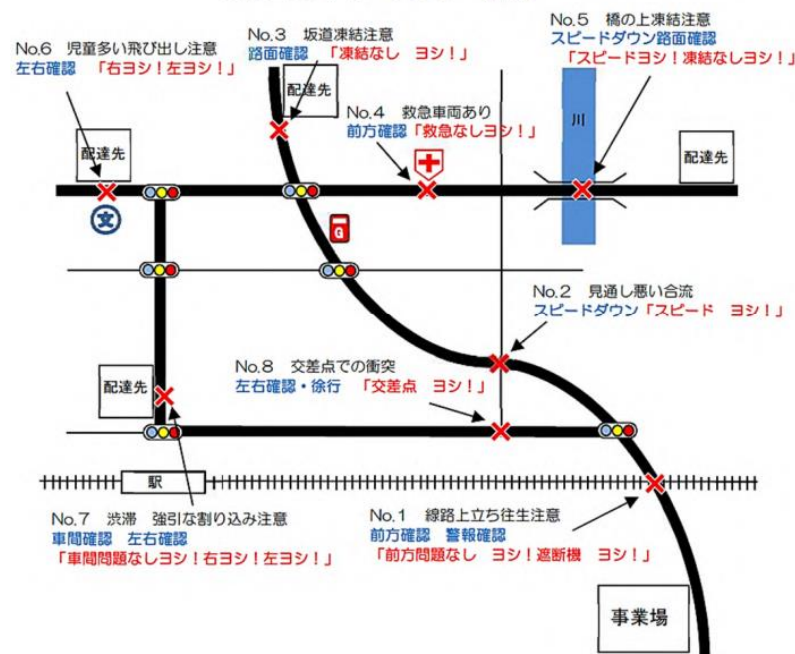 No.5 橋の上凍結注意
スピードダウン路面確認
「スピードヨシ！凍結なしヨシ！」
No.3 坂道凍結注意
路面確認 「凍結なし ヨシ！」
No.6 児童多い飛び出し注意
左右確認 「右ヨシ！左ヨシ！」
配達先
No.4 救急車両あり
前方確認「救急なしヨシ！」
川
配達先
配達先
文
G
No.2 見通し悪い合流
スピードダウン「スピード ヨシ！」
No.8 交差点での衝突
左右確認・徐行 「交差点 ヨシ！」
配達先
駅
No.7 渋滞 強引な割り込み注意
車間確認 左右確認
「車間問題なしヨシ！右ヨシ！左ヨシ！」
No.1 線路上立ち往生注意
前方確認 警報確認
「前方問題なし ヨシ！遮断機 ヨシ！」
事業場